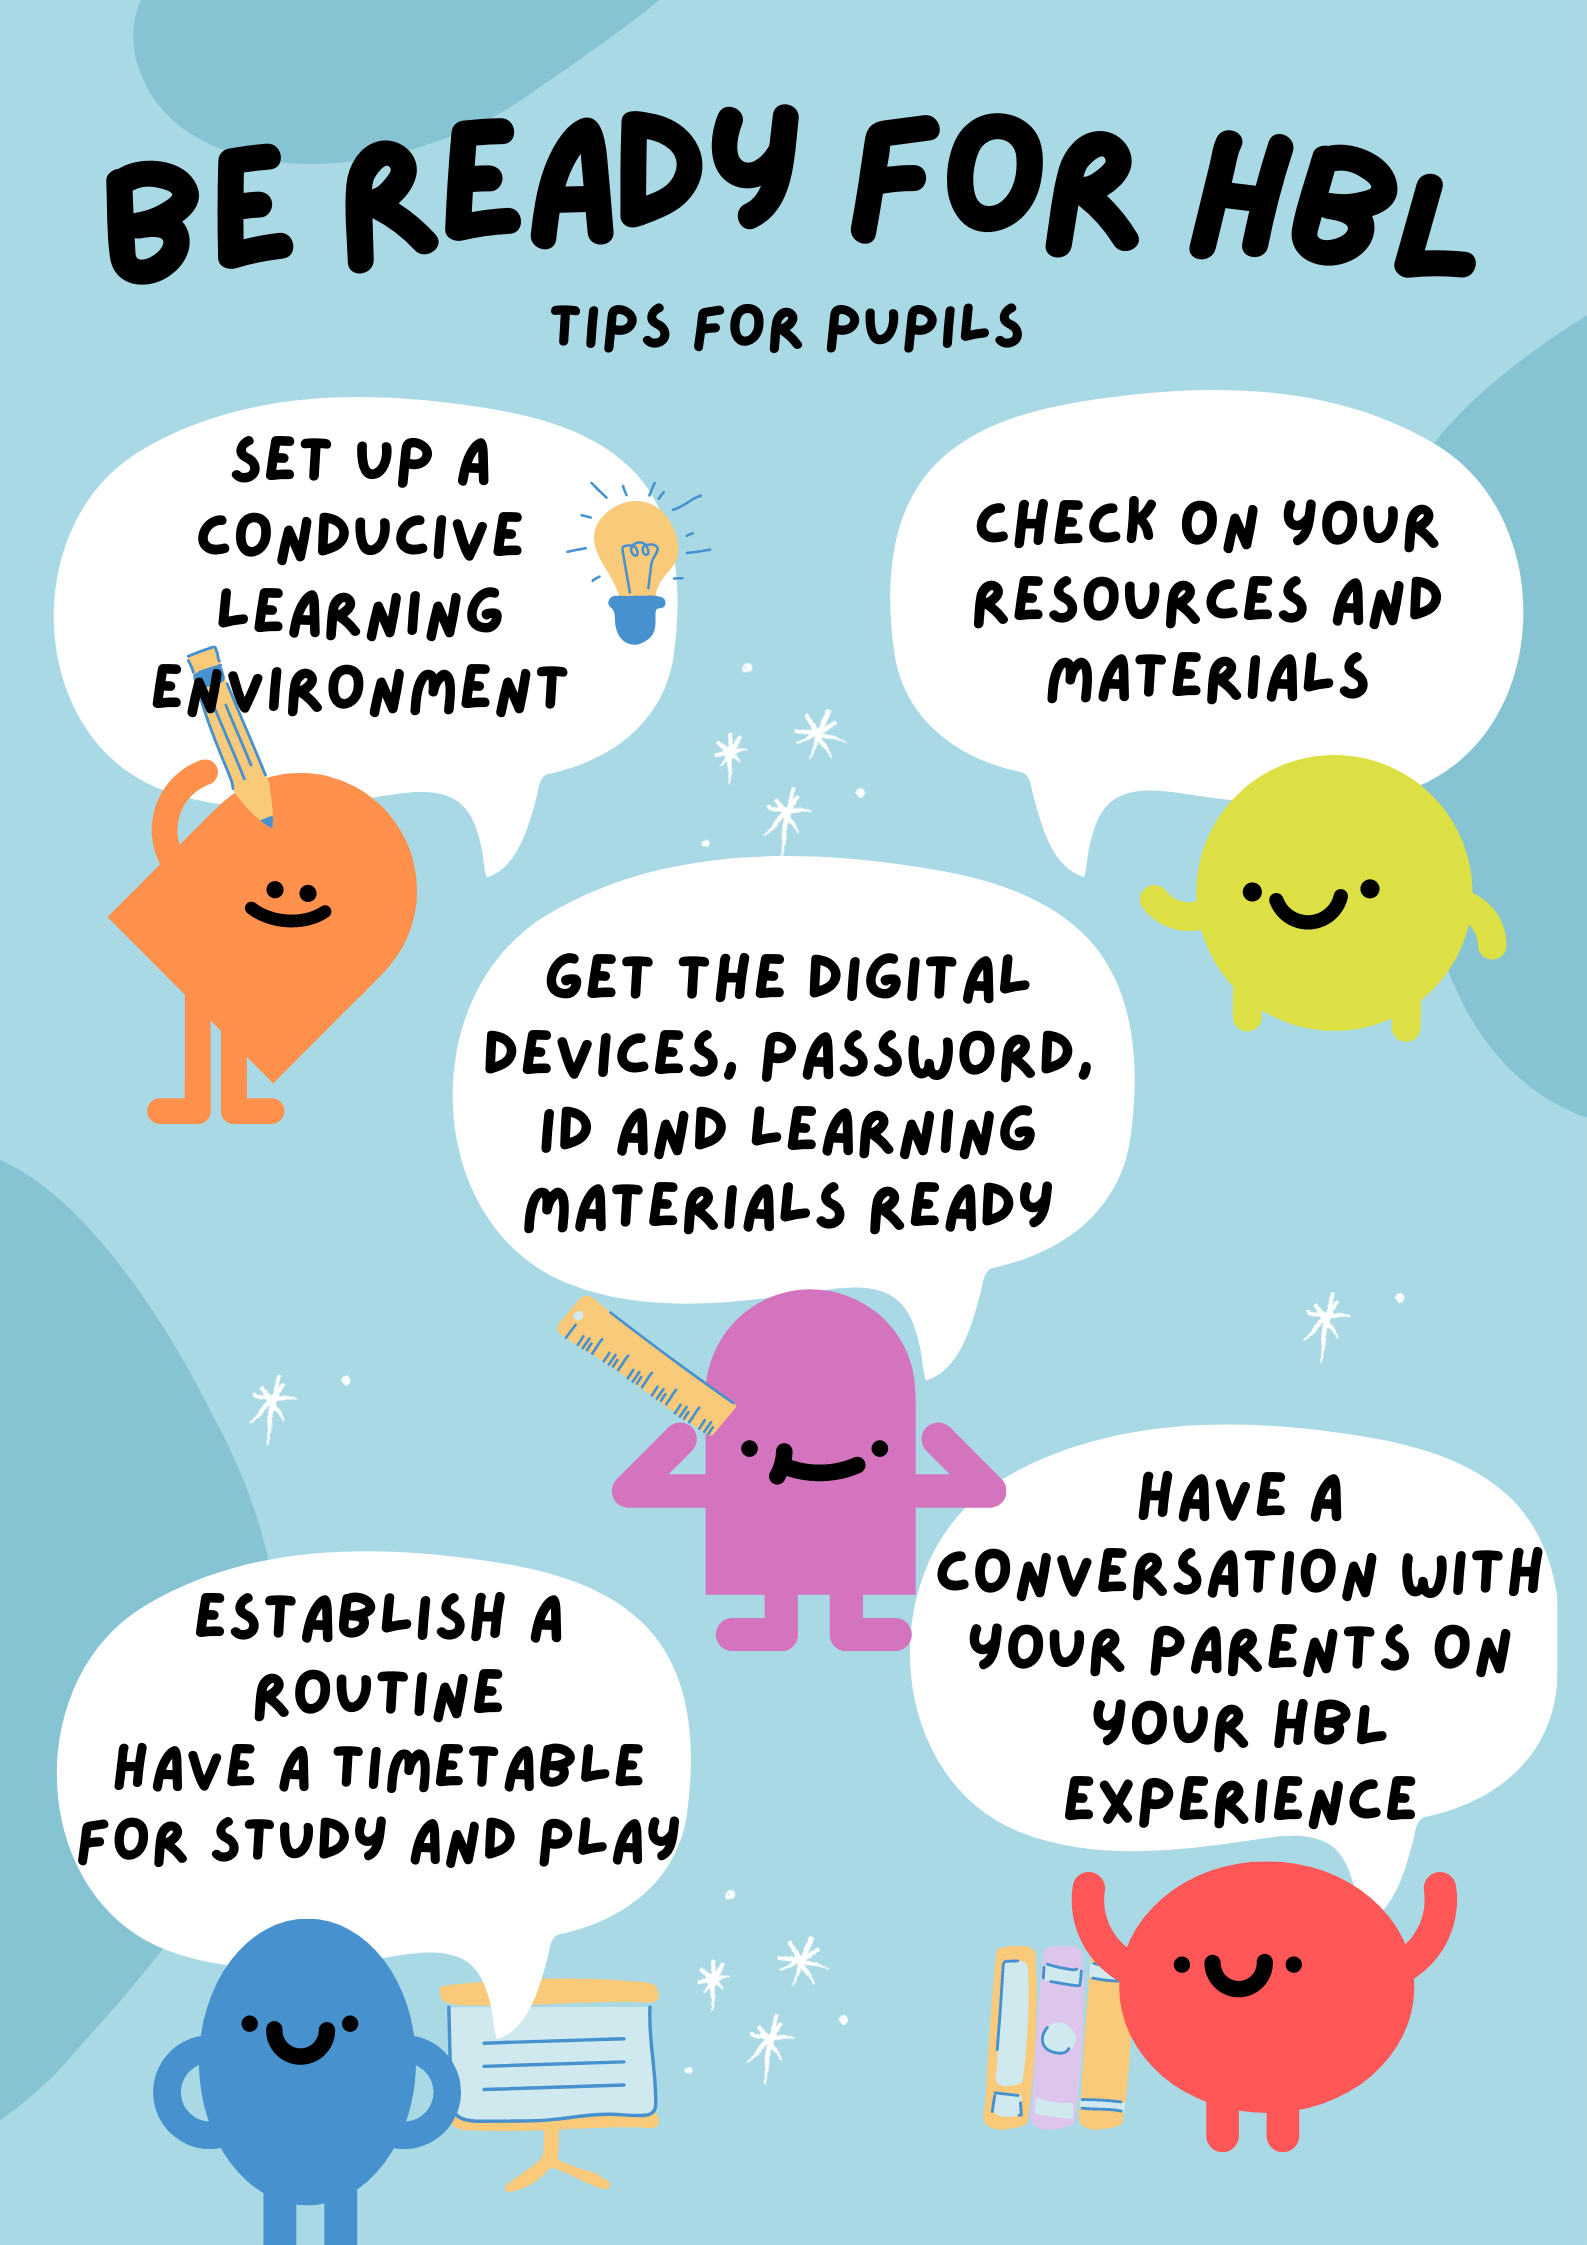 BE READY FOR HBL
TIPS FOR PUPILS
SET UP A
CONDUCIVE
LEARNING
ENVIRONMENT
CHECK ON YOUR
RESOURCES AND
MATERIALS
GET THE DIGITAL
DEVICES, PASSWORD,
ID AND LEARNING
MATERIALS READY
HAVE A
CONVERSATION WITH
YOUR PARENTS ON
YOUR HBL
EXPERIENCE
ESTABLISH A
ROUTINE
HAVE A TIMETABLE
FOR STUDY AND PLAY